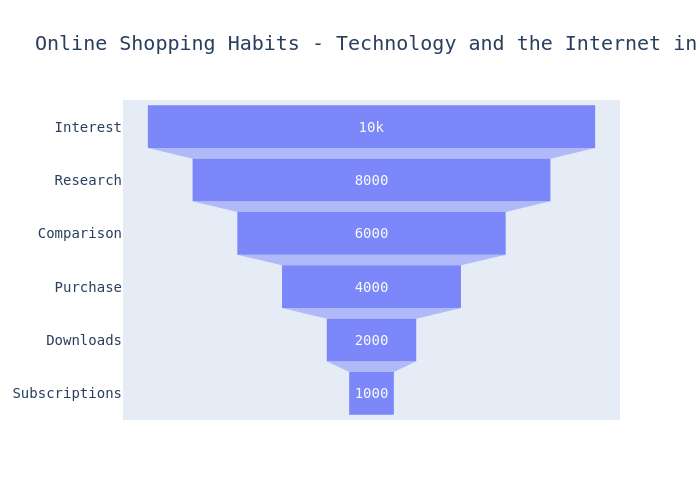 Online Shopping Habits - Technology and the Internet in
Interest 10k
Research 8000
Comparison 6000
Purchase 4000
Downloads 2000
Subscriptions 1000